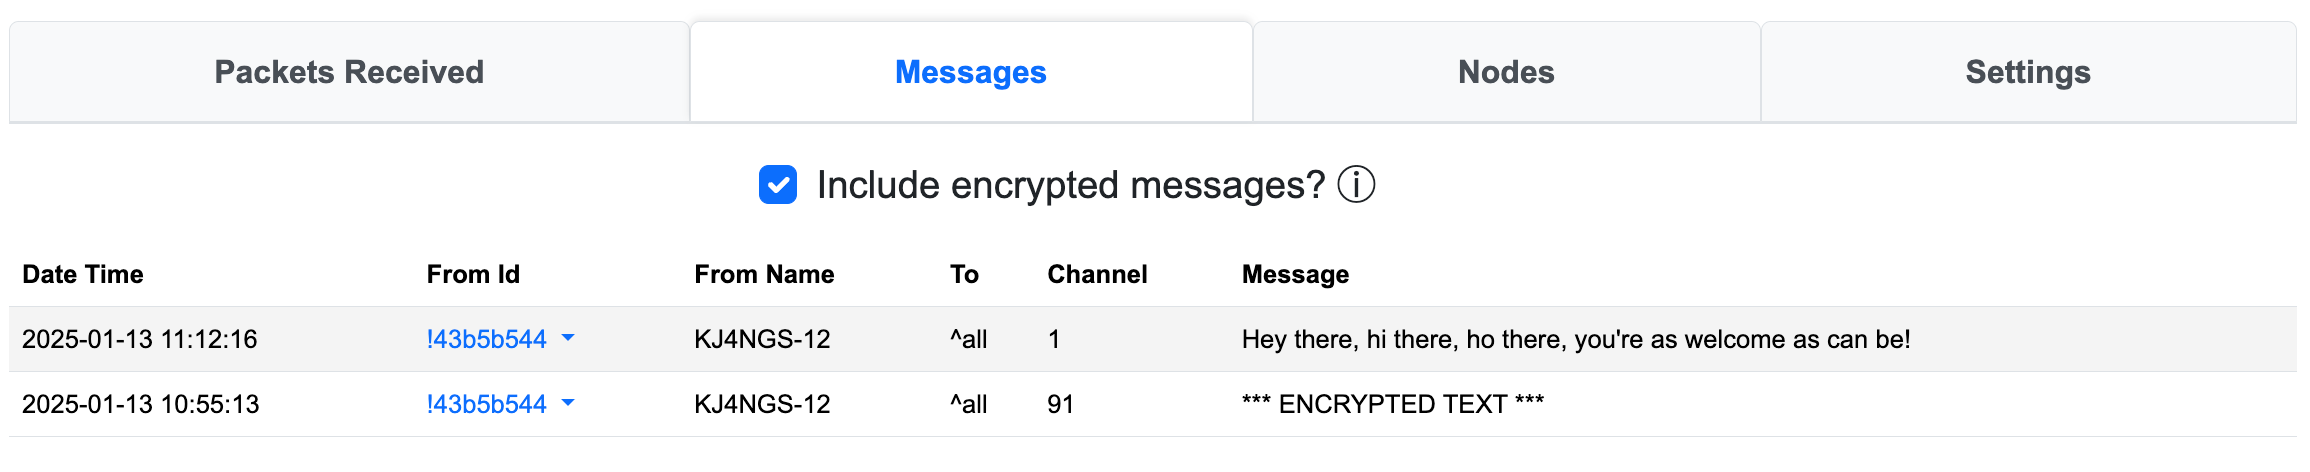 Packets Received Messages Nodes Settings
Include encrypted messages? ⓘ
Date Time From Id From Name To Channel Message
2025-01-13 11:12:16 !43b5b544 KJ4NGS-12 ^all 1 Hey there, hi there, ho there, you're as welcome as can be!
2025-01-13 10:55:13 !43b5b544 KJ4NGS-12 ^all 91 *** ENCRYPTED TEXT ***